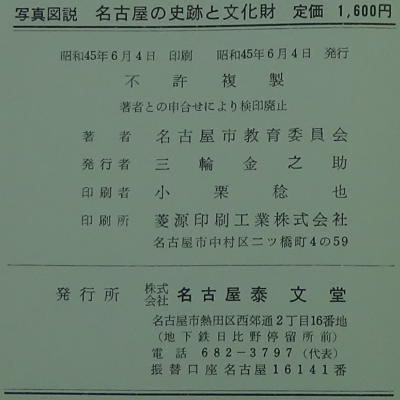 写真図説 名古屋の史跡と文化財 定価 1,600円
昭和45年6月4日 印刷 昭和45年6月4日 発行
不許複製
著者との申合せにより検印廃止
著者 名古屋市教育委員会
発行者 三輪金之助
印刷者 小栗稔也
印刷所 菱源印刷工業株式会社
名古屋市中村区二ツ橋町4の59
発行所 株式会社 名古屋泰文堂
名古屋市熱田区西郊通2丁目16番地
(地下鉄日比野停留所前)
電話 682-3797(代表)
振替口座名古屋16141番